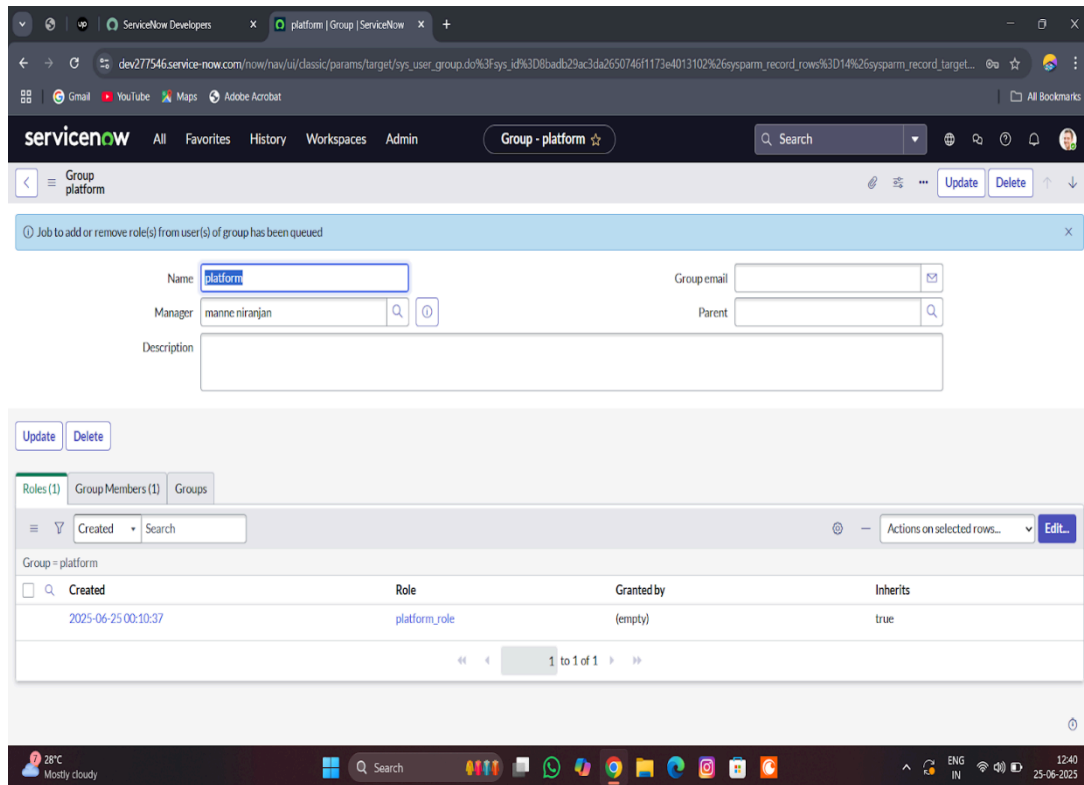 ServiceNow Developers
platform | Group | ServiceNow
dev277546.service-now.com/now/nav/ui/classic/params/target/sys_user_group.do%3Fsys_id%3D8badb29ac3da2650746f1173e4013102%26sysparm_record_rows%3D14%26sysparm_record_target...
Gmail YouTube Maps Adobe Acrobat All Bookmarks
servicenow All Favorites History Workspaces Admin Group - platform Search
Group
platform
Update Delete
Job to add or remove role(s) from user(s) of group has been queued
Name platform Group email
Manager manne niranjan Parent
Description
Update Delete
Roles (1) Group Members (1) Groups
Created Search Actions on selected rows... Edit...
Group = platform
Created Role Granted by Inherits
2025-06-25 00:10:37 platform_role (empty) true
1 to 1 of 1
7 28°C
Mostly cloudy
Search
ENG
IN
12:40
25-06-2025